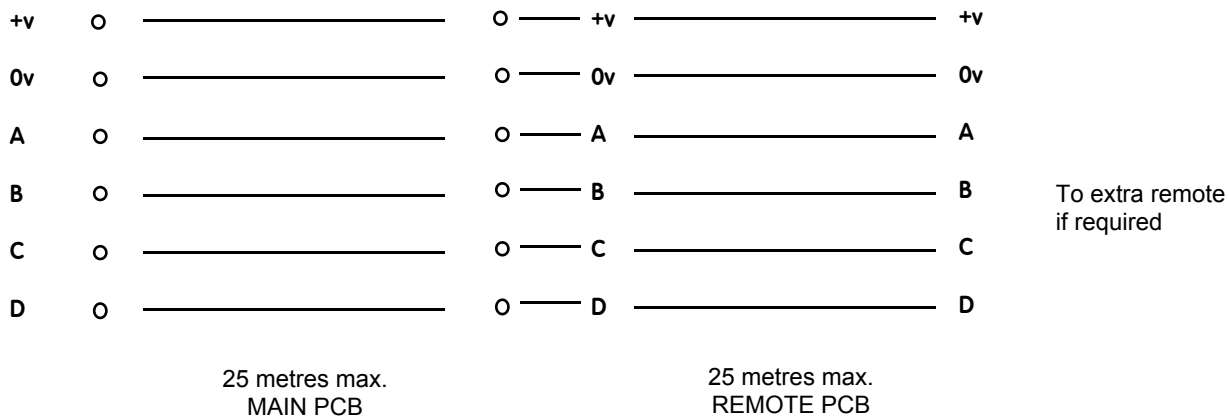 +v +v +v
0v 0v 0v
A A A
B B B
C C C
D D D
To extra remote
if required
25 metres max.
MAIN PCB
25 metres max.
REMOTE PCB